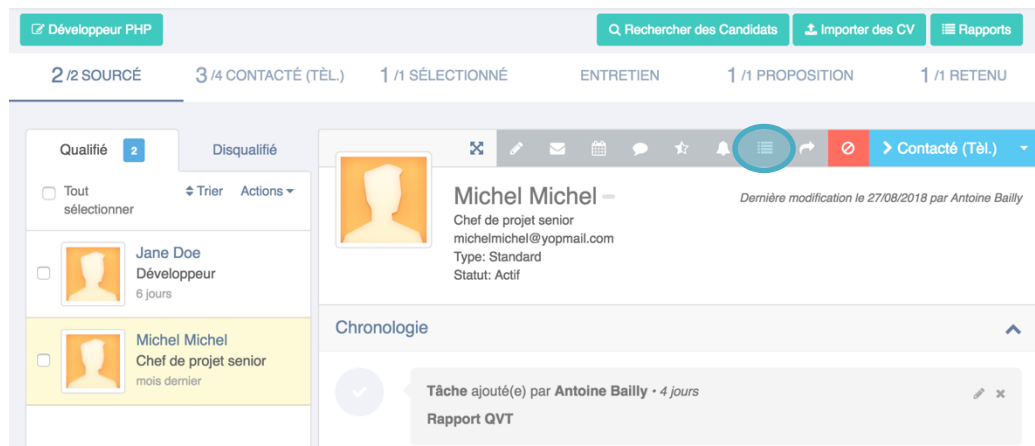 Développeur PHP
Rechercher des Candidats
Importer des CV
Rapports
2 /2 SOURCÉ
3 /4 CONTACTÉ (TÈL.)
1 /1 SÉLECTIONNÉ
ENTRETIEN
1 /1 PROPOSITION
1 /1 RETENU
Qualifié 2
Disqualifié
Tout
sélectionner
Trier
Actions
Jane Doe
Développeur
6 jours
Michel Michel
Chef de projet senior
mois dernier
Contacté (Tèl.)
Michel Michel
Chef de projet senior
michelmichel@yopmail.com
Type: Standard
Statut: Actif
Dernière modification le 27/08/2018 par Antoine Bailly
Chronologie
Tâche ajouté(e) par Antoine Bailly • 4 jours
Rapport QVT